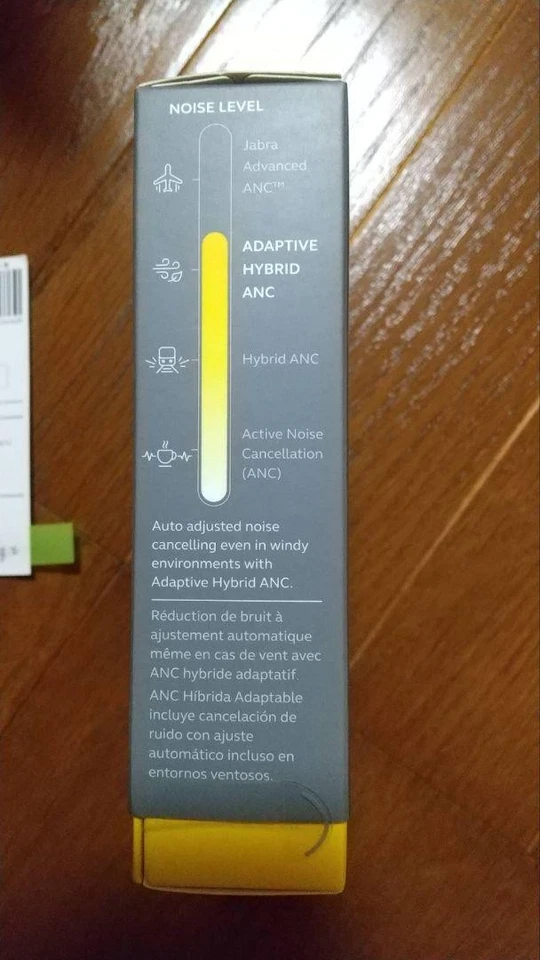 NOISE LEVEL
Jabra
Advanced
ANC™
ADAPTIVE
HYBRID
ANC
Hybrid ANC
Active Noise
Cancellation
(ANC)
Auto adjusted noise
cancelling even in windy
environments with
Adaptive Hybrid ANC.
Réduction de bruit à
ajustement automatique
même en cas de vent avec
ANC hybride adaptatif.
ANC Híbrida Adaptable
incluye cancelación de
ruido con ajuste
automático incluso en
entornos ventosos.